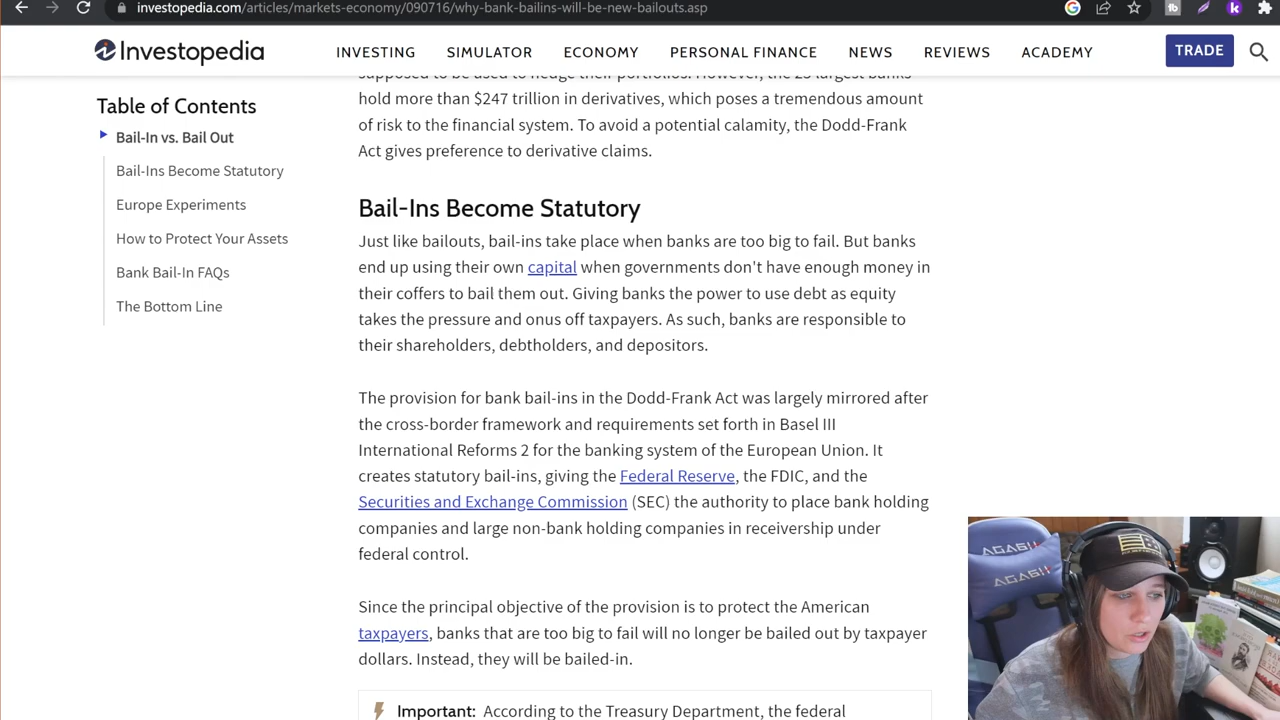 investopedia.com/articles/markets-economy/090716/why-bank-bailins-will-be-new-bailouts.asp
Investopedia
INVESTING
SIMULATOR
ECONOMY
PERSONAL FINANCE
NEWS
REVIEWS
ACADEMY
TRADE
Table of Contents
Bail-In vs. Bail Out
Bail-Ins Become Statutory
Europe Experiments
How to Protect Your Assets
Bank Bail-In FAQs
The Bottom Line
supposed to be used to hedge their portfolios. However, the 25 largest banks
hold more than $247 trillion in derivatives, which poses a tremendous amount
of risk to the financial system. To avoid a potential calamity, the Dodd-Frank
Act gives preference to derivative claims.
Bail-Ins Become Statutory
Just like bailouts, bail-ins take place when banks are too big to fail. But banks
end up using their own capital when governments don't have enough money in
their coffers to bail them out. Giving banks the power to use debt as equity
takes the pressure and onus off taxpayers. As such, banks are responsible to
their shareholders, debtholders, and depositors.
The provision for bank bail-ins in the Dodd-Frank Act was largely mirrored after
the cross-border framework and requirements set forth in Basel III
International Reforms 2 for the banking system of the European Union. It
creates statutory bail-ins, giving the Federal Reserve, the FDIC, and the
Securities and Exchange Commission (SEC) the authority to place bank holding
companies and large non-bank holding companies in receivership under
federal control.
Since the principal objective of the provision is to protect the American
taxpayers, banks that are too big to fail will no longer be bailed out by taxpayer
dollars. Instead, they will be bailed-in.
Important: According to the Treasury Department, the federal
AGASII
AGASII